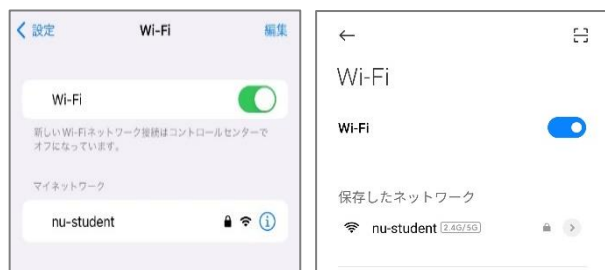 設定 Wi-Fi 編集
Wi-Fi
新しいWi-Fiネットワーク接続はコントロールセンターで
オフになっています。
マイネットワーク
nu-student
Wi-Fi
Wi-Fi
保存したネットワーク
nu-student 2.4G/5G